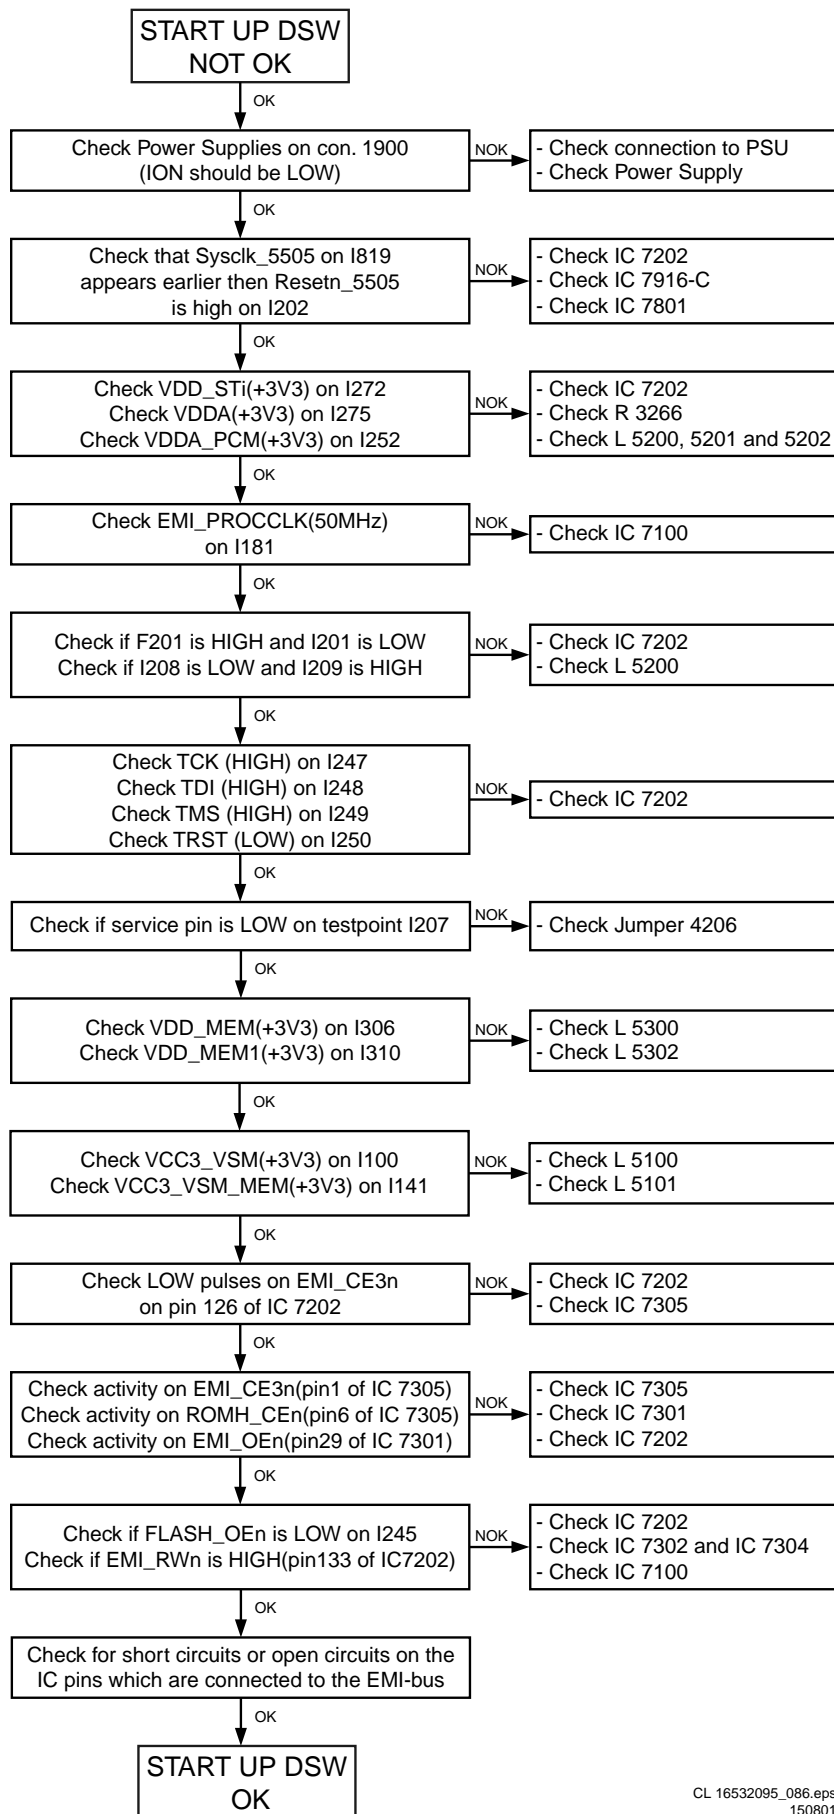 START UP DSW
NOT OK
OK
Check Power Supplies on con. 1900
(ION should be LOW)
NOK
- Check connection to PSU
- Check Power Supply
OK
Check that Sysclk_5505 on I819
appears earlier then Resetn_5505
is high on I202
NOK
- Check IC 7202
- Check IC 7916-C
- Check IC 7801
OK
Check VDD_STi(+3V3) on I272
Check VDDA(+3V3) on I275
Check VDDA_PCM(+3V3) on I252
NOK
- Check IC 7202
- Check R 3266
- Check L 5200, 5201 and 5202
OK
Check EMI_PROCCLK(50MHz)
on I181
NOK
- Check IC 7100
OK
Check if F201 is HIGH and I201 is LOW
Check if I208 is LOW and I209 is HIGH
NOK
- Check IC 7202
- Check L 5200
OK
Check TCK (HIGH) on I247
Check TDI (HIGH) on I248
Check TMS (HIGH) on I249
Check TRST (LOW) on I250
NOK
- Check IC 7202
OK
Check if service pin is LOW on testpoint I207
NOK
- Check Jumper 4206
OK
Check VDD_MEM(+3V3) on I306
Check VDD_MEM1(+3V3) on I310
NOK
- Check L 5300
- Check L 5302
OK
Check VCC3_VSM(+3V3) on I100
Check VCC3_VSM_MEM(+3V3) on I141
NOK
- Check L 5100
- Check L 5101
OK
Check LOW pulses on EMI_CE3n
on pin 126 of IC 7202
NOK
- Check IC 7202
- Check IC 7305
OK
Check activity on EMI_CE3n(pin1 of IC 7305)
Check activity on ROMH_CEn(pin6 of IC 7305)
Check activity on EMI_OEn(pin29 of IC 7301)
NOK
- Check IC 7305
- Check IC 7301
- Check IC 7202
OK
Check if FLASH_OEn is LOW on I245
Check if EMI_RWn is HIGH(pin133 of IC7202)
NOK
- Check IC 7202
- Check IC 7302 and IC 7304
- Check IC 7100
OK
Check for short circuits or open circuits on the
IC pins which are connected to the EMI-bus
OK
START UP DSW
OK
CL 16532095_086.eps
150801